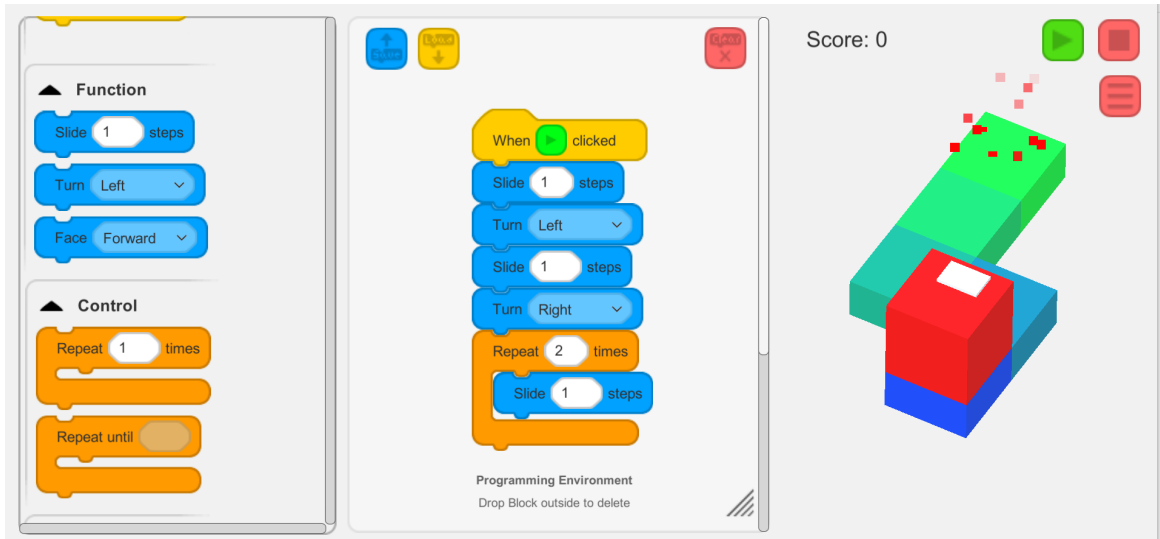 Function
Slide 1 steps
Turn Left
Face Forward
Control
Repeat 1 times
Repeat until
When clicked
Slide 1 steps
Turn Left
Slide 1 steps
Turn Right
Repeat 2 times
Slide 1 steps
Programming Environment
Drop Block outside to delete
Score: 0